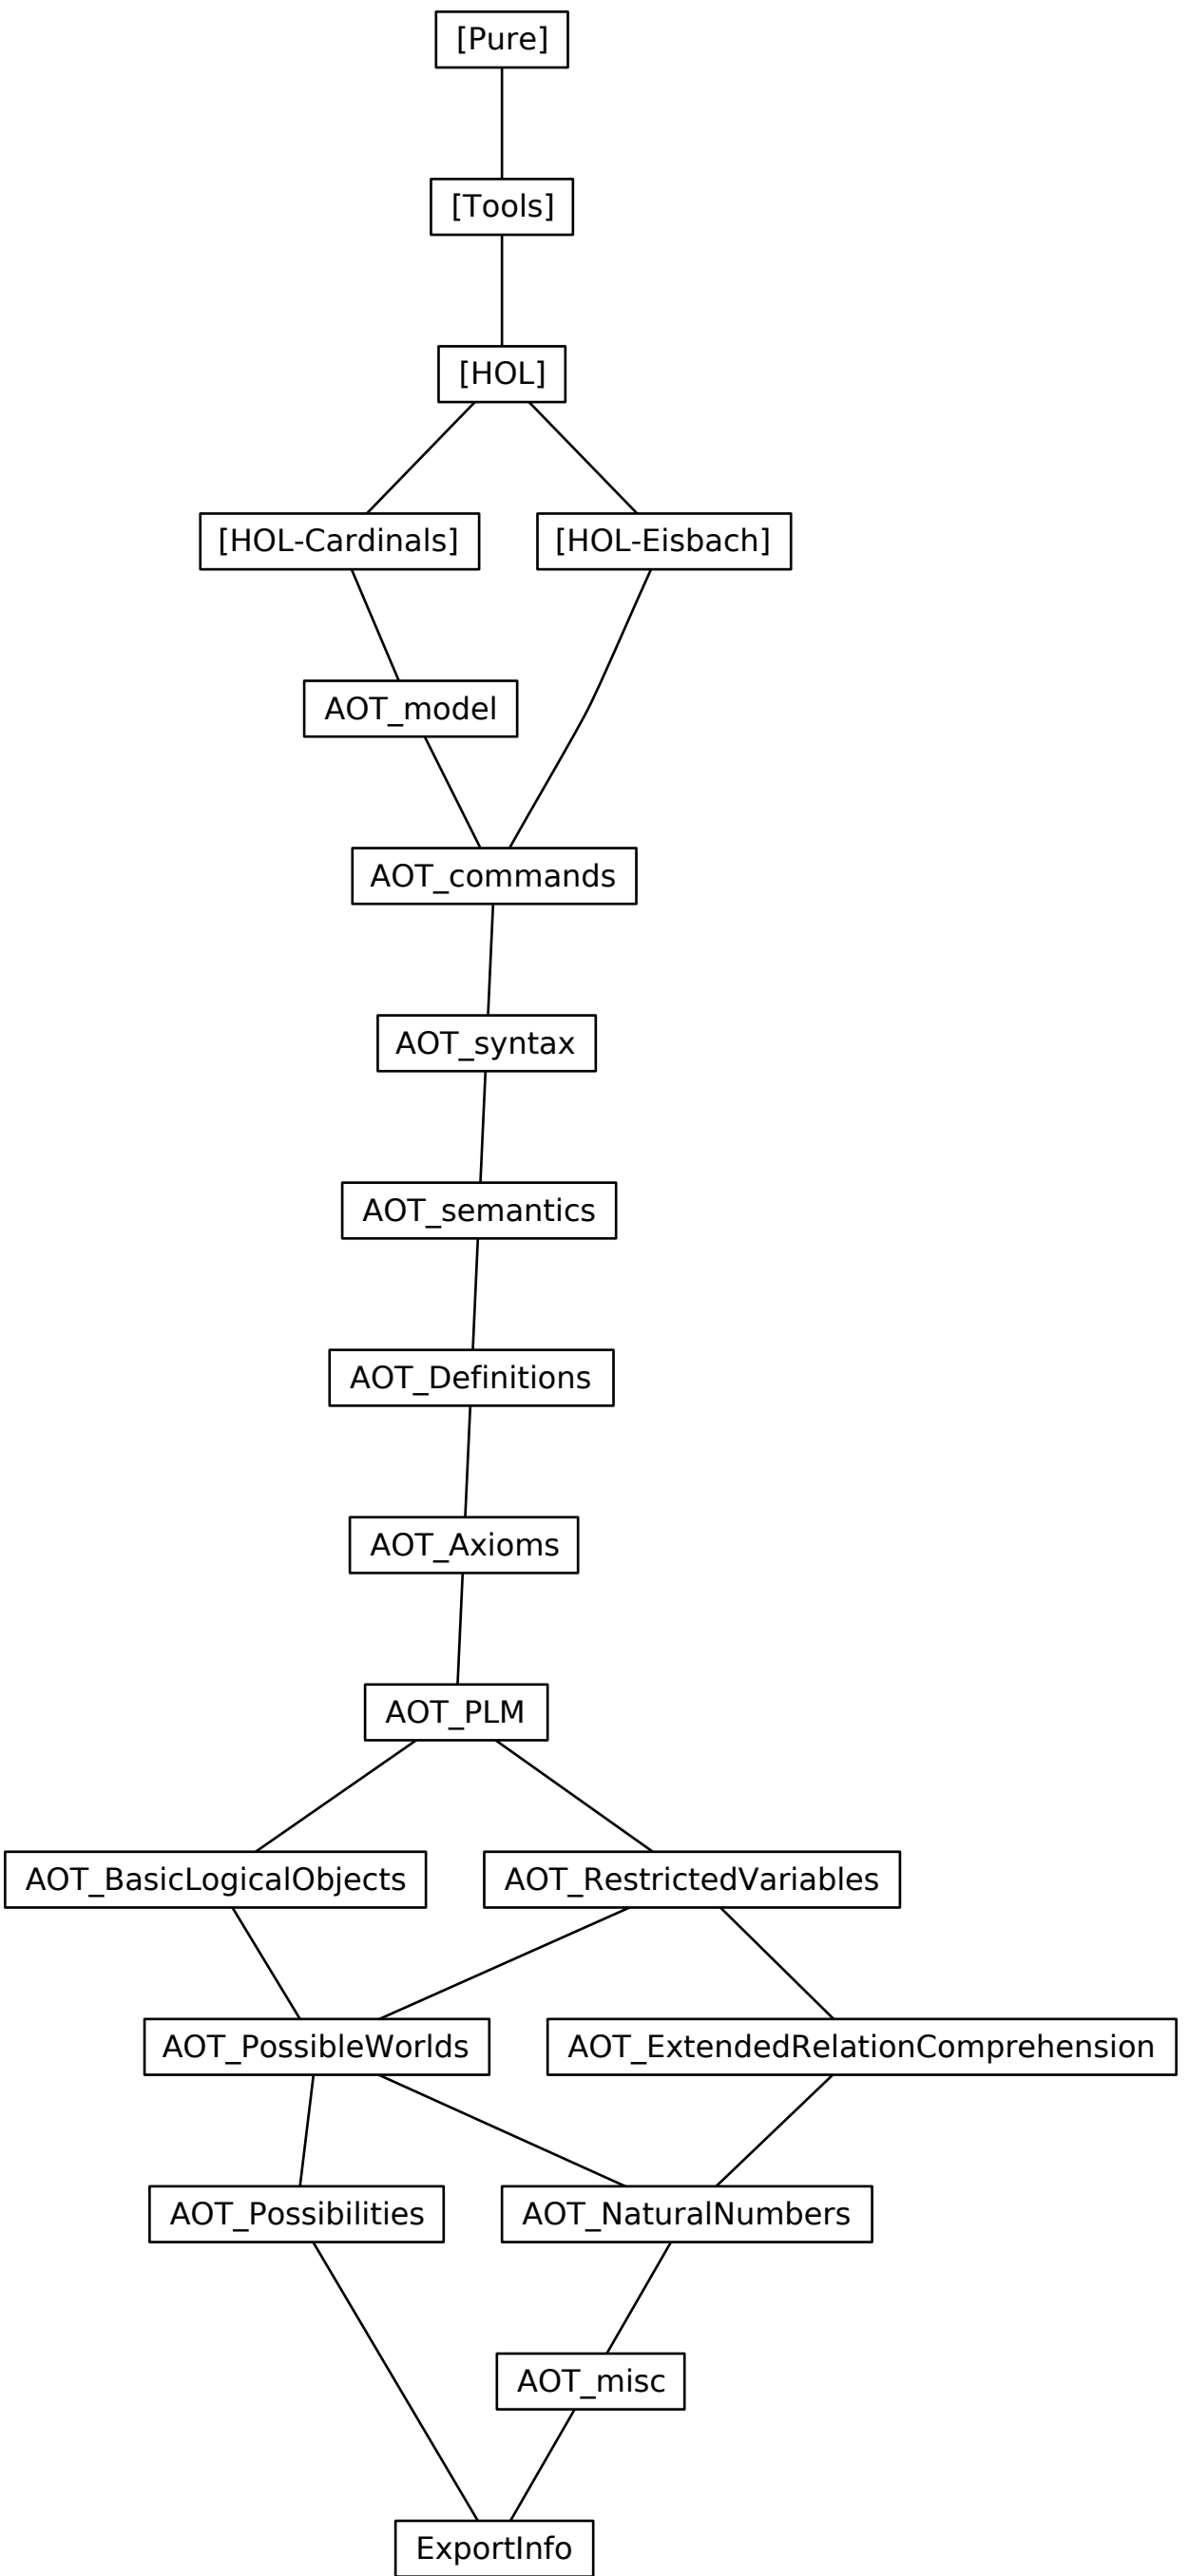 [Pure]
[Tools]
[HOL]
[HOL-Cardinals]
[HOL-Eisbach]
AOT_model
AOT_commands
AOT_syntax
AOT_semantics
AOT_Definitions
AOT_Axioms
AOT_PLM
AOT_BasicLogicalObjects
AOT_RestrictedVariables
AOT_PossibleWorlds
AOT_ExtendedRelationComprehension
AOT_Possibilities
AOT_NaturalNumbers
AOT_misc
ExportInfo